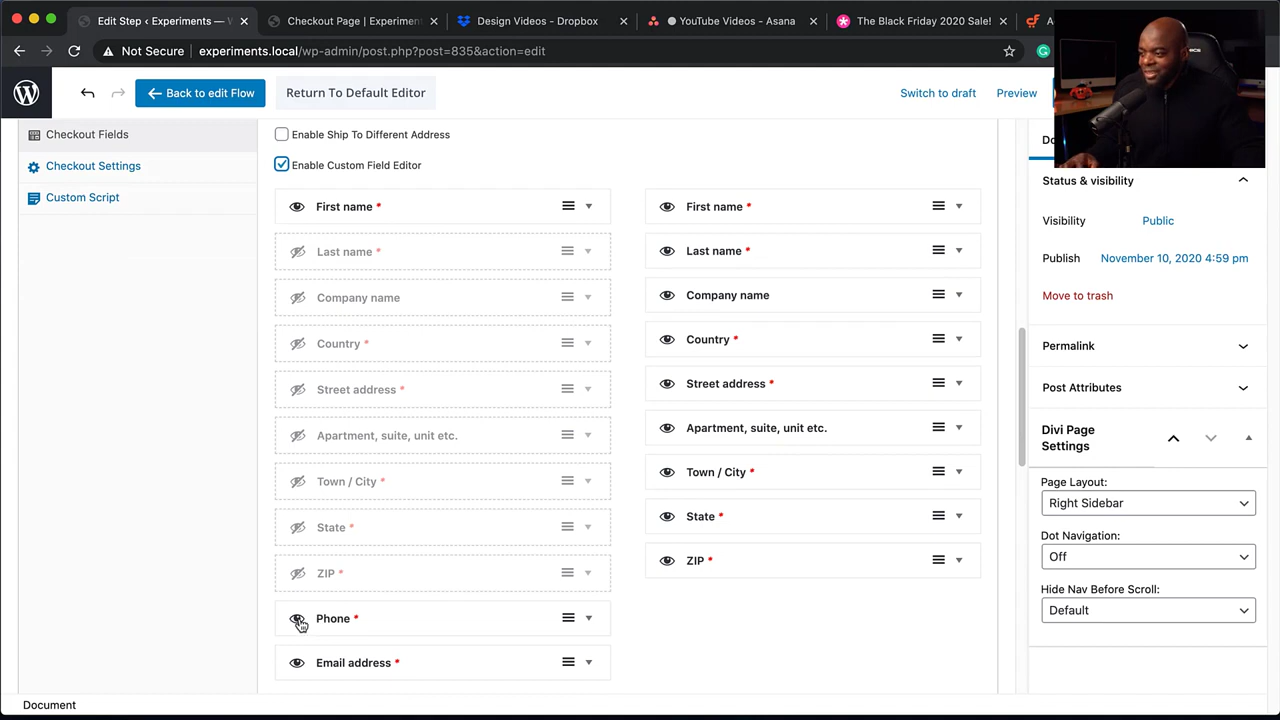 Edit Step ‹ Experiments — W
Checkout Page | Experiment
Design Videos - Dropbox
YouTube Videos - Asana
The Black Friday 2020 Sale!
Not Secure
experiments.local/wp-admin/post.php?post=835&action=edit
Back to edit Flow
Return To Default Editor
Switch to draft
Preview
Checkout Fields
Checkout Settings
Custom Script
Enable Ship To Different Address
Enable Custom Field Editor
First name *
Last name *
Company name
Country *
Street address *
Apartment, suite, unit etc.
Town / City *
State *
ZIP *
Phone *
Email address *
First name *
Last name *
Company name
Country *
Street address *
Apartment, suite, unit etc.
Town / City *
State *
ZIP *
Status & visibility
Visibility
Public
Publish
November 10, 2020 4:59 pm
Move to trash
Permalink
Post Attributes
Divi Page
Settings
Page Layout:
Right Sidebar
Dot Navigation:
Off
Hide Nav Before Scroll:
Default
Document